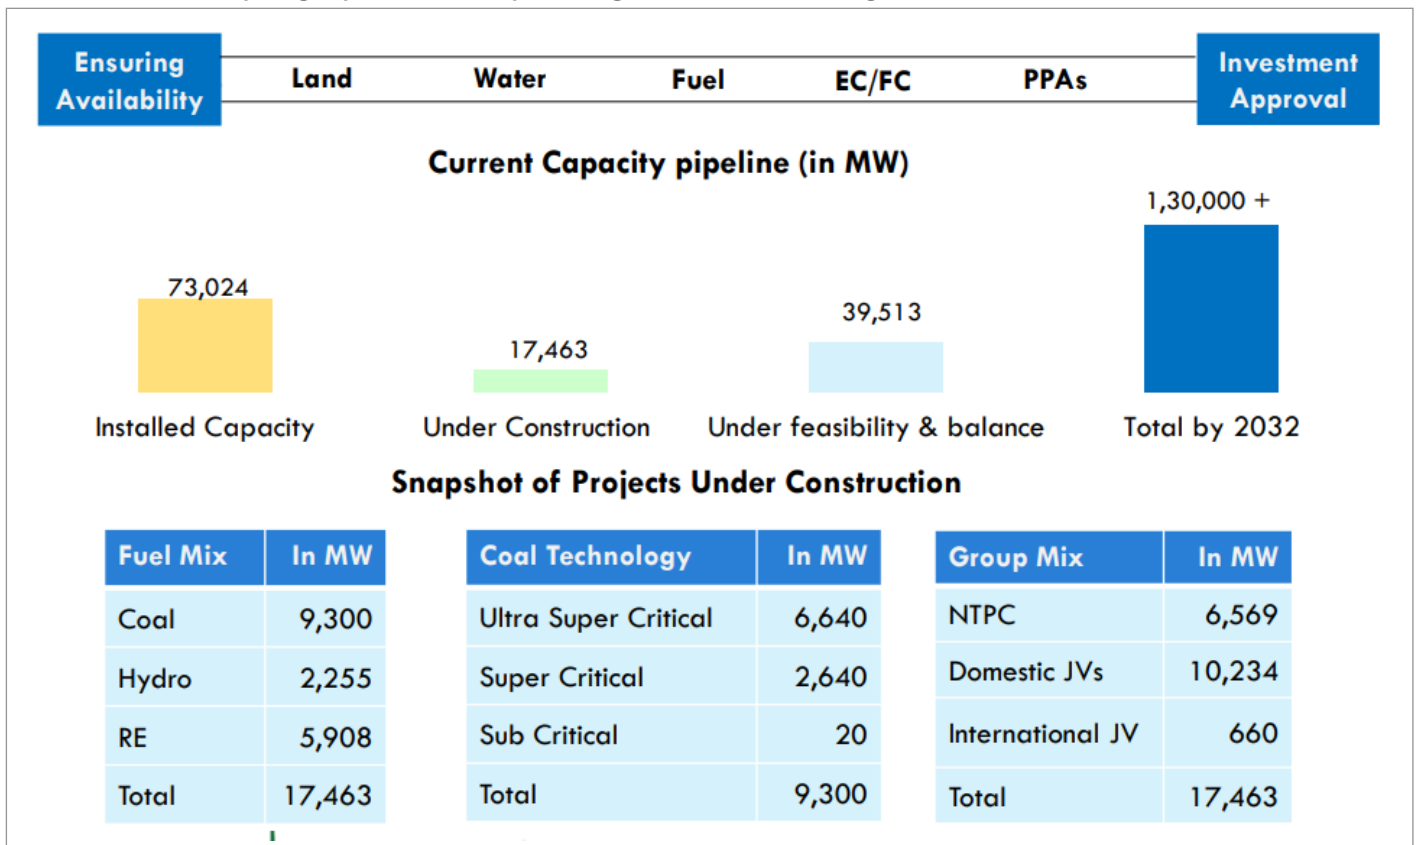 Ensuring
Availability
Land Water Fuel EC/FC PPAs
Investment
Approval
Current Capacity pipeline (in MW)
73,024
17,463
39,513
1,30,000 +
Installed Capacity
Under Construction
Under feasibility & balance
Total by 2032
Snapshot of Projects Under Construction
Fuel Mix In MW
Coal 9,300
Hydro 2,255
RE 5,908
Total 17,463
Coal Technology In MW
Ultra Super Critical 6,640
Super Critical 2,640
Sub Critical 20
Total 9,300
Group Mix In MW
NTPC 6,569
Domestic JVs 10,234
International JV 660
Total 17,463